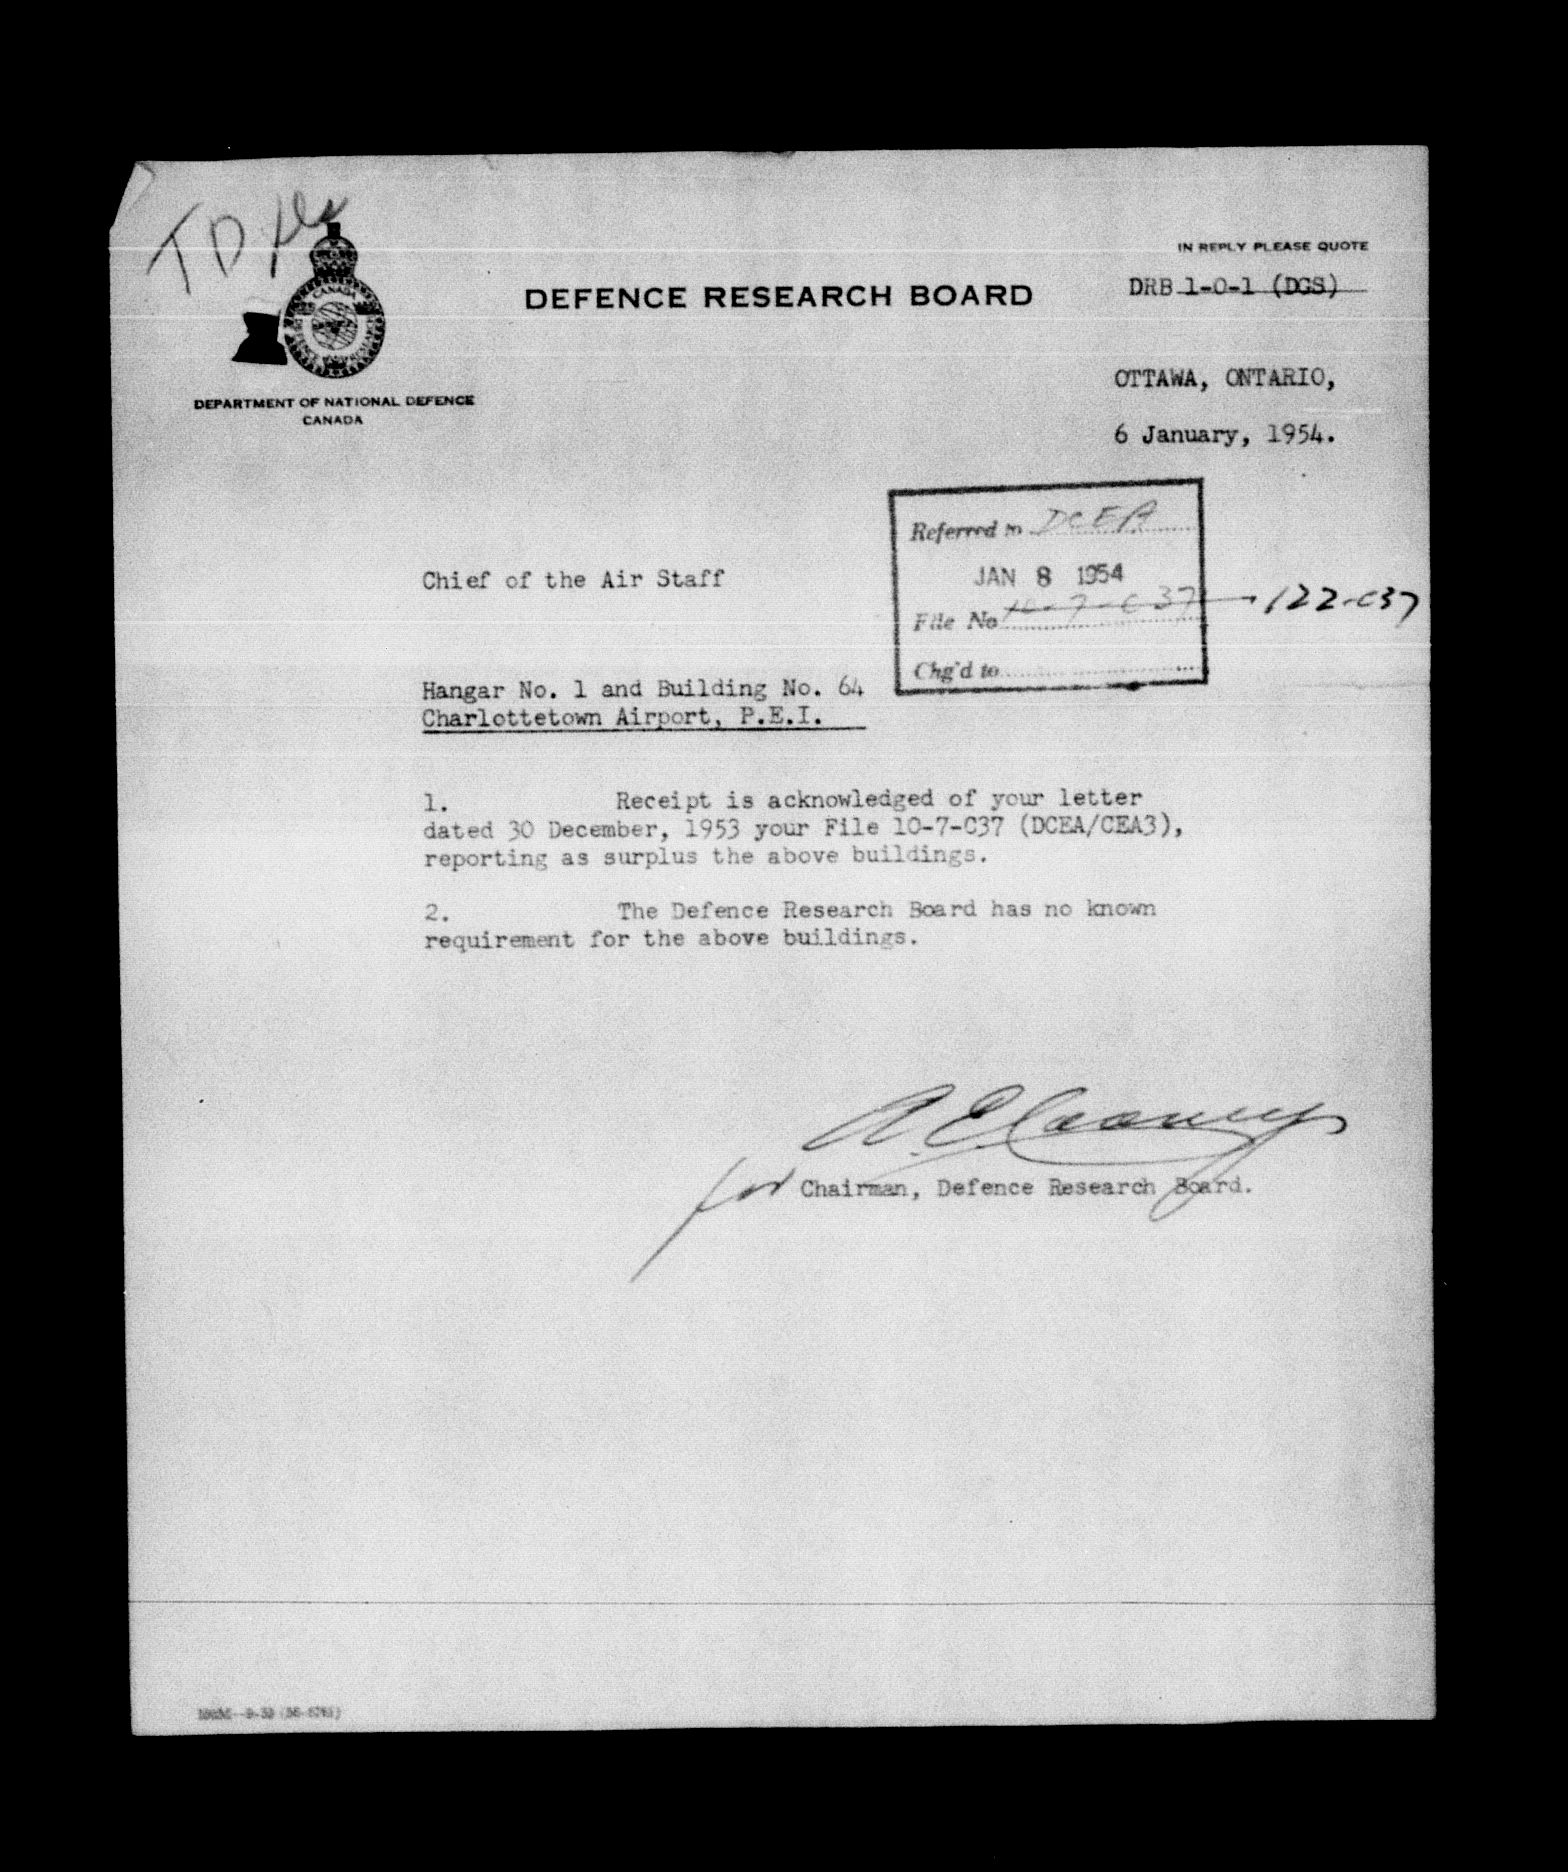 IN REPLY PLEASE QUOTE
DEFENCE RESEARCH BOARD
DRB 1-0-1 (DGS)
CANADA
DEPARTMENT OF NATIONAL DEFENCE
CANADA
OTTAWA, ONTARIO,
6 January, 1954.
Referred to DCEA
JAN 8 1954
File No 10-7-C37 122-C37
Chg'd to
Chief of the Air Staff
Hangar No. 1 and Building No. 64
Charlottetown Airport, P.E.I.
1. Receipt is acknowledged of your letter
dated 30 December, 1953 your File 10-7-C37 (DCEA/CEA3),
reporting as surplus the above buildings.
2. The Defence Research Board has no known
requirement for the above buildings.
for Chairman, Defence Research Board.